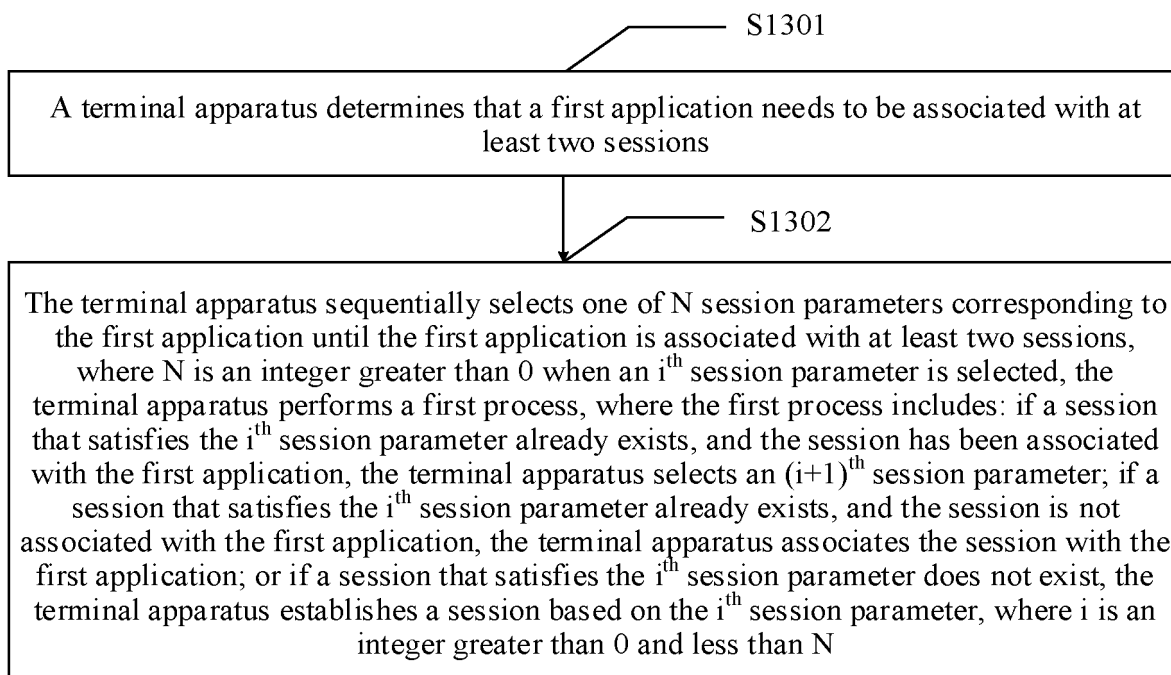 S1301
A terminal apparatus determines that a first application needs to be associated with at
least two sessions
S1302
The terminal apparatus sequentially selects one of N session parameters corresponding to
the first application until the first application is associated with at least two sessions,
where N is an integer greater than 0 when an i^th session parameter is selected, the
terminal apparatus performs a first process, where the first process includes: if a session
that satisfies the i^th session parameter already exists, and the session has been associated
with the first application, the terminal apparatus selects an (i+1)^th session parameter; if a
session that satisfies the i^th session parameter already exists, and the session is not
associated with the first application, the terminal apparatus associates the session with the
first application; or if a session that satisfies the i^th session parameter does not exist, the
terminal apparatus establishes a session based on the i^th session parameter, where i is an
integer greater than 0 and less than N